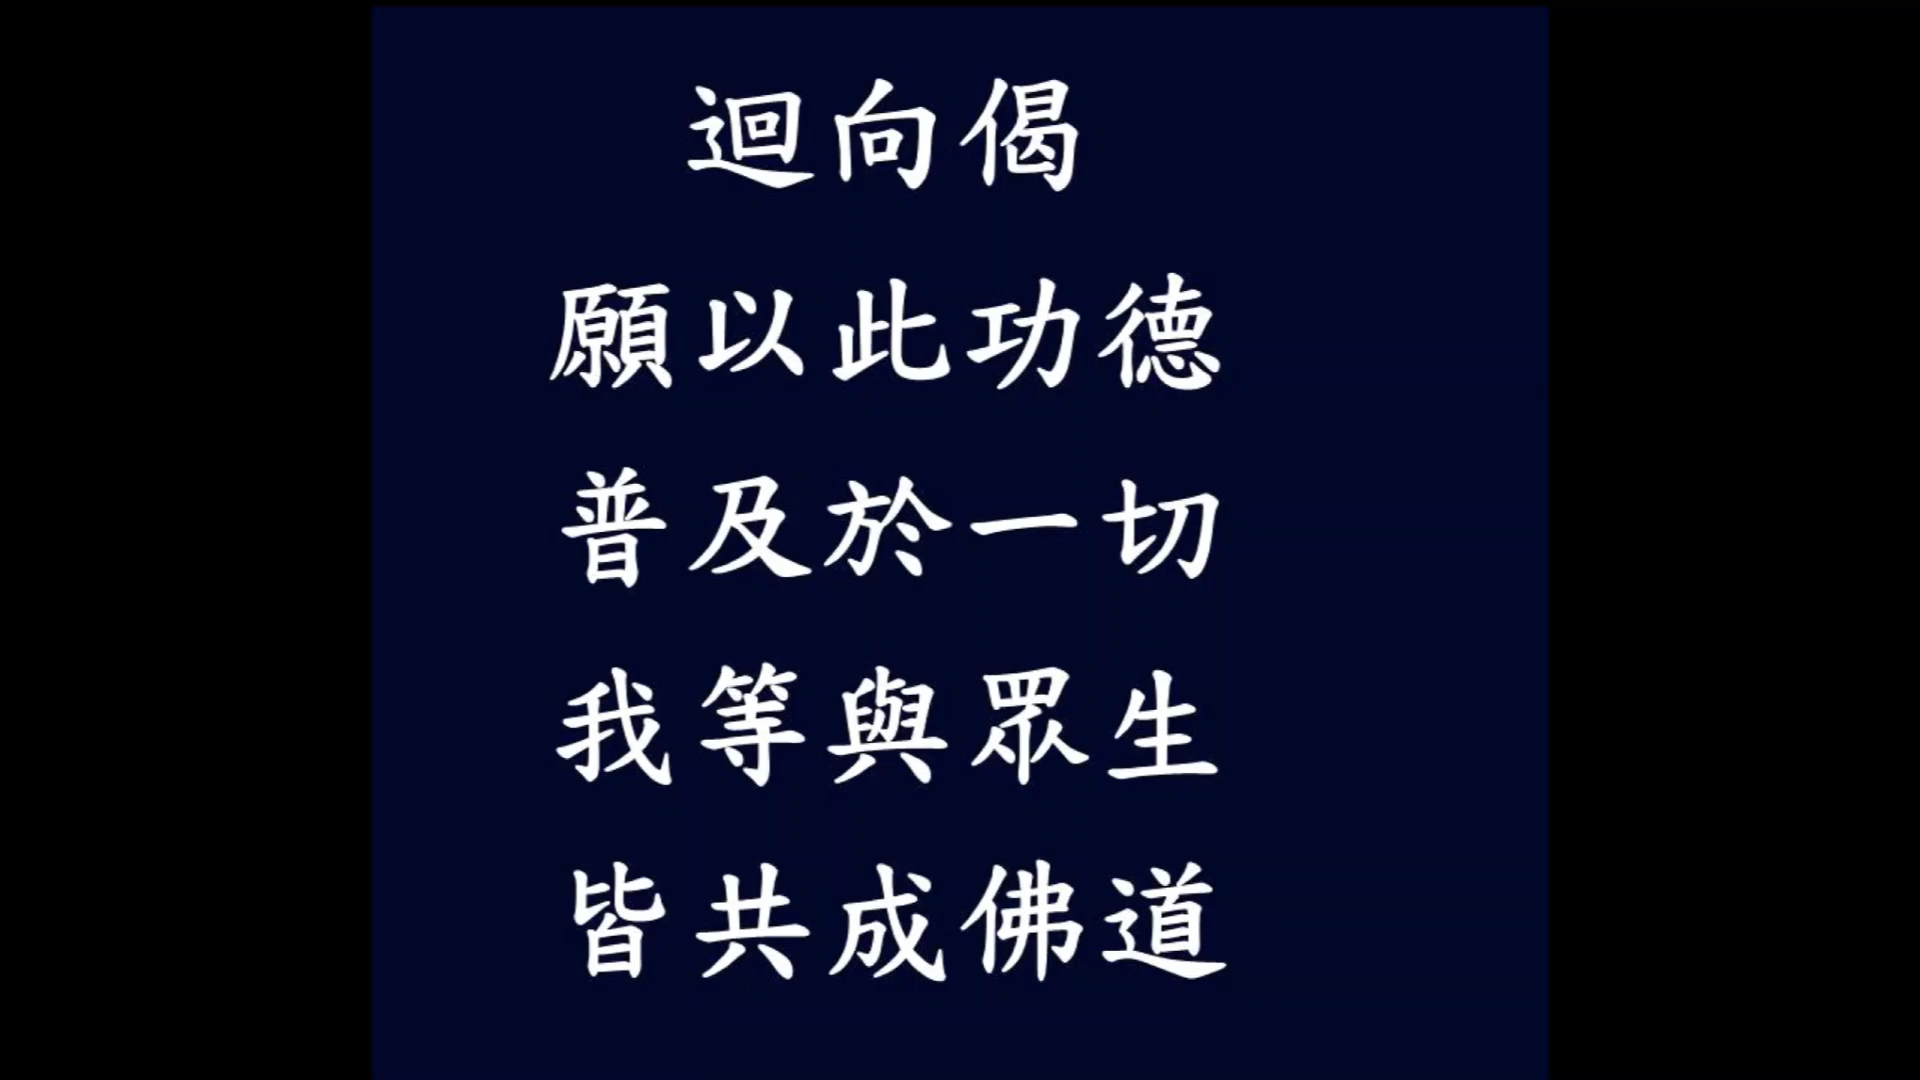 迴向偈
願以此功德
普及於一切
我等與眾生
皆共成佛道